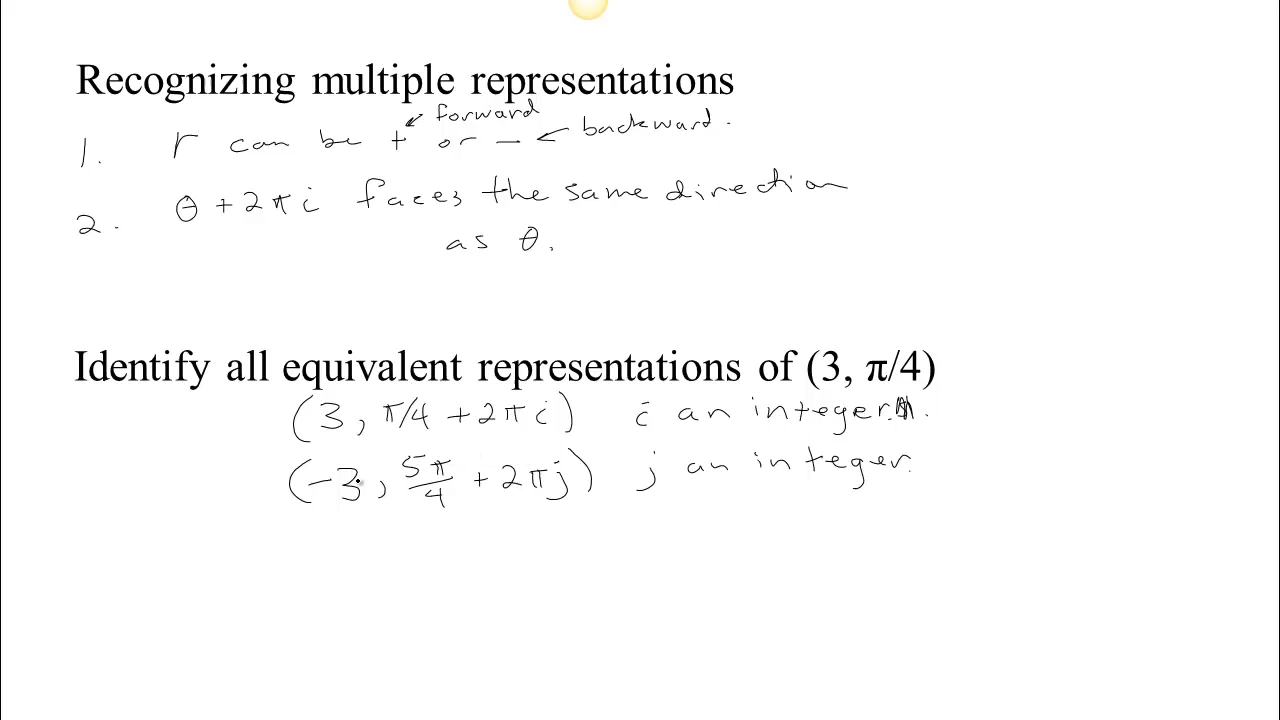 Recognizing multiple representations
forward
1. r can be + or - ← backward.
2. θ + 2πi faces the same direction
as θ.
Identify all equivalent representations of (3, π/4)
(3, π/4 + 2πi) i an integer.
(-3, 5π/4 + 2πj) j an integer.